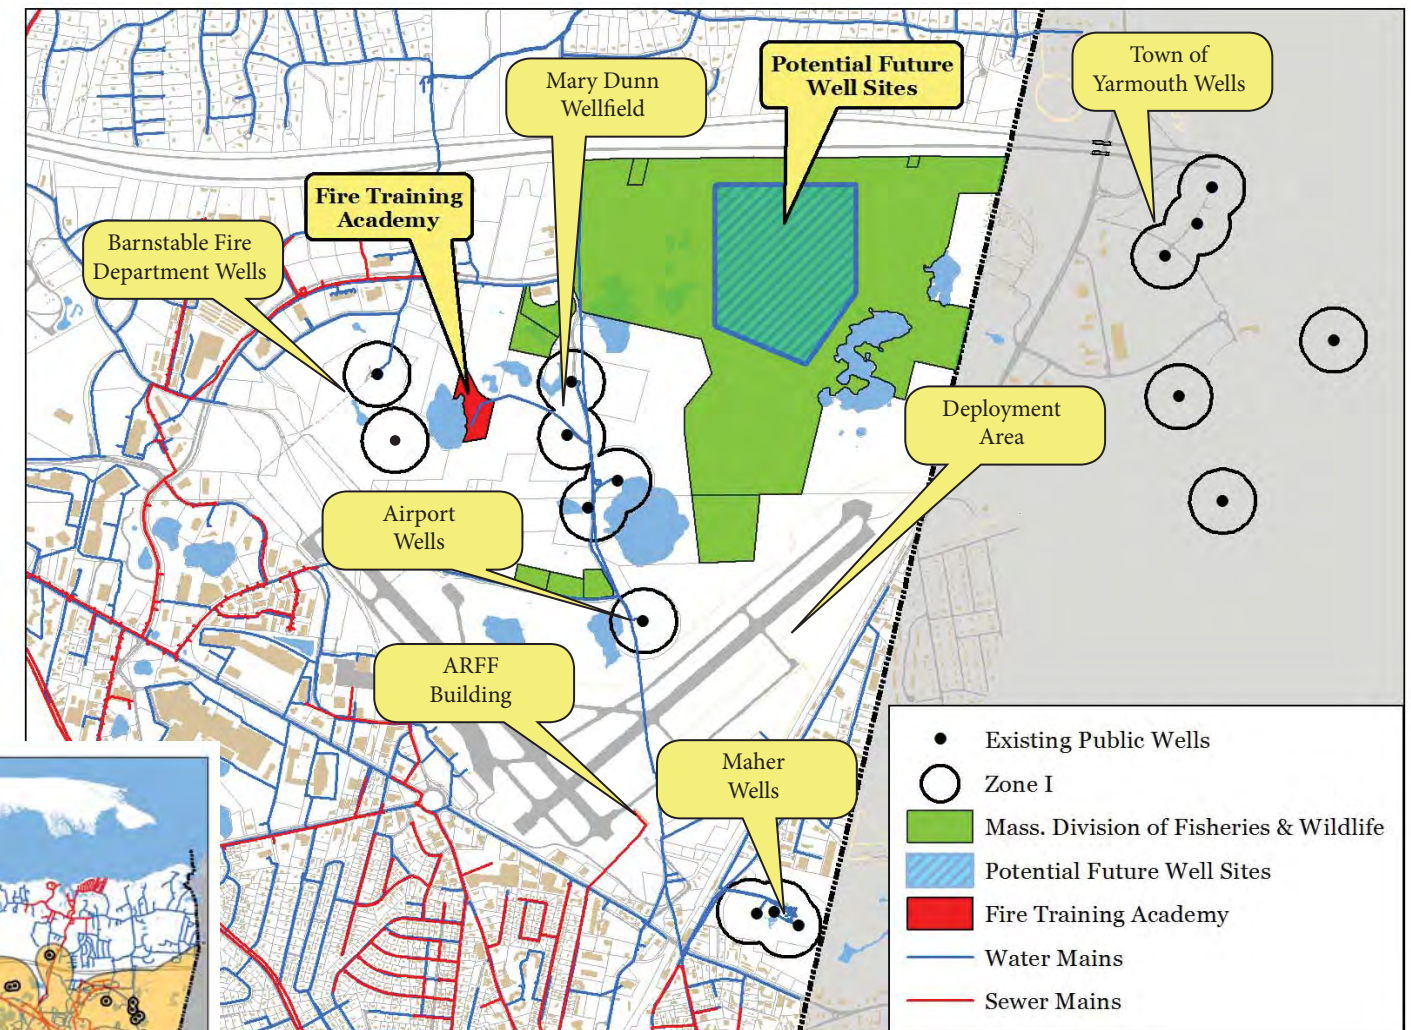 Town of
Yarmouth Wells
Potential Future
Well Sites
Mary Dunn
Wellfield
Fire Training
Academy
Barnstable Fire
Department Wells
Deployment
Area
Airport
Wells
ARFF
Building
Maher
Wells
Existing Public Wells
Zone I
Mass. Division of Fisheries & Wildlife
Potential Future Well Sites
Fire Training Academy
Water Mains
Sewer Mains